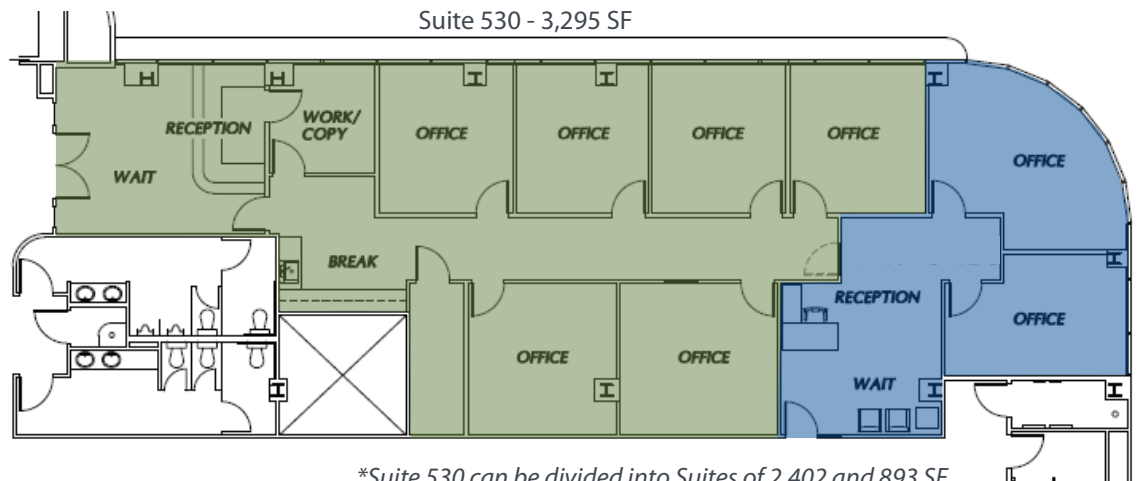 Suite 530 - 3,295 SF
RECEPTION
WORK/
COPY
OFFICE
OFFICE
OFFICE
OFFICE
OFFICE
WAIT
BREAK
RECEPTION
OFFICE
OFFICE
OFFICE
WAIT
*Suite 530 can be divided into Suites of 2,402 and 893 SF